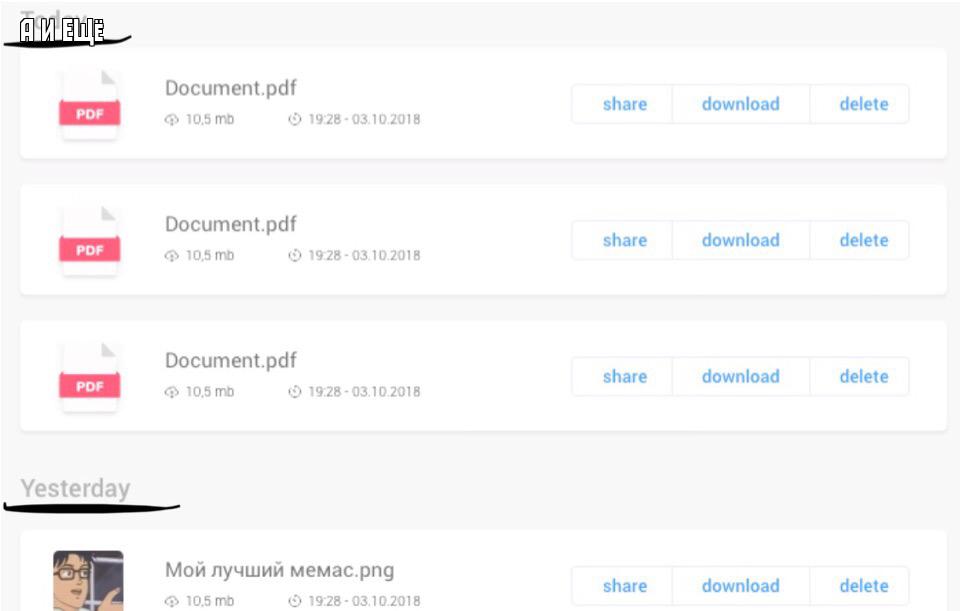 Today
А И ЕЩЁ
Document.pdf
PDF
10,5 mb
19:28 - 03.10.2018
share
download
delete
Document.pdf
PDF
10,5 mb
19:28 - 03.10.2018
share
download
delete
Document.pdf
PDF
10,5 mb
19:28 - 03.10.2018
share
download
delete
Yesterday
Мой лучший мемас.png
10,5 mb
19:28 - 03.10.2018
share
download
delete